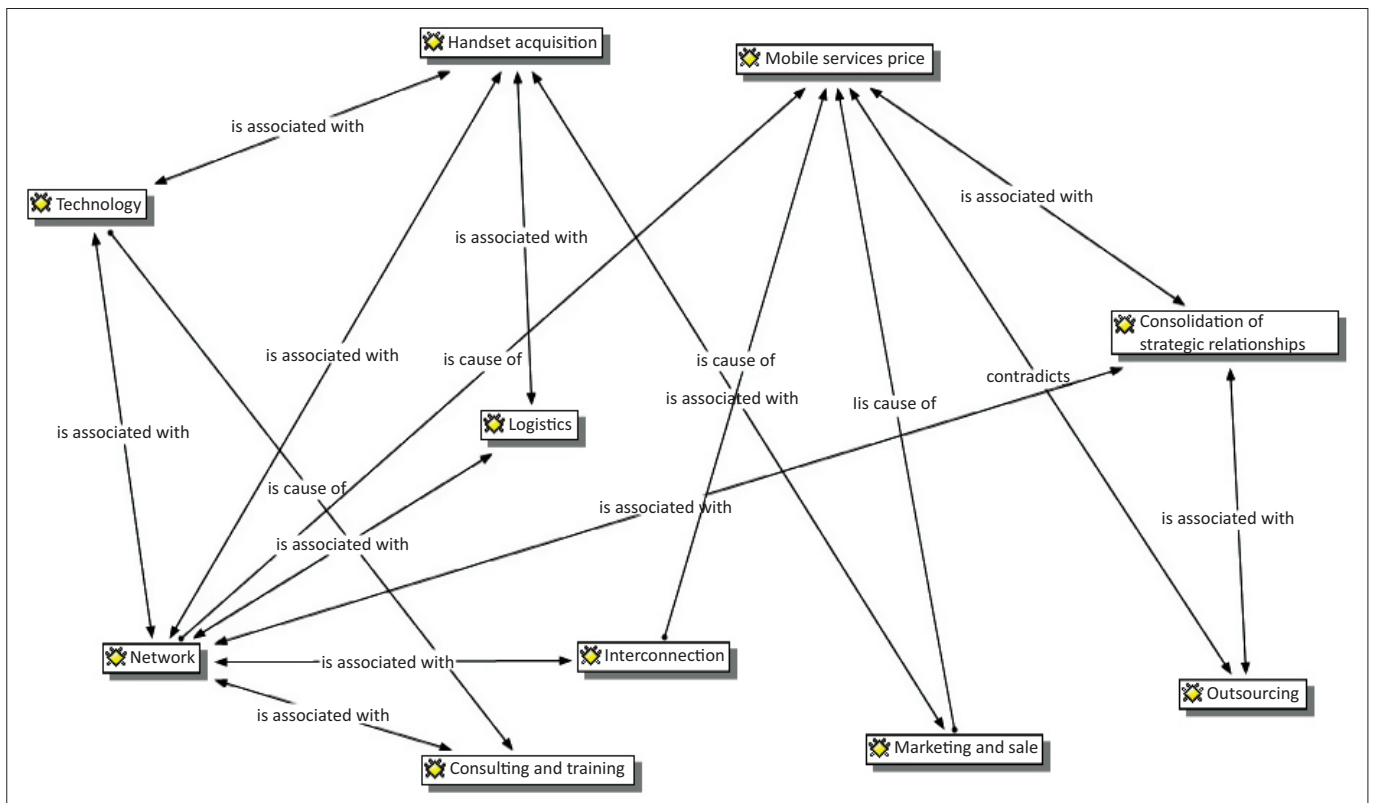 Handset acquisition
Mobile services price
is associated with
is associated with
Technology
is associated with
Consolidation of
strategic relationships
is associated with
is cause of
is cause of
contradicts
is associated with
Iis cause of
Logistics
is associated with
is cause of
is associated with
is associated with
is associated with
Network
is associated with
Interconnection
Outsourcing
is associated with
Marketing and sale
Consulting and training